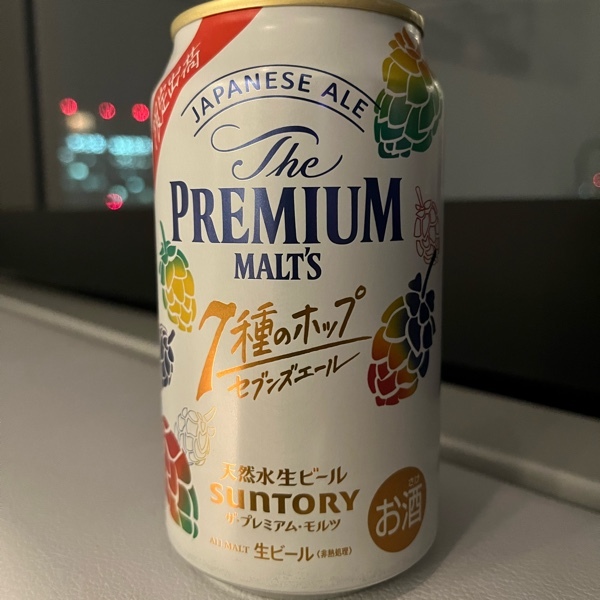 限定出荷
JAPANESE ALE
The
PREMIUM
MALT'S
7種のホップ
セブンズエール
天然水生ビール
SUNTORY
ザ・プレミアム・モルツ
ALL MALT 生ビール(非熱処理)
さけ
お酒